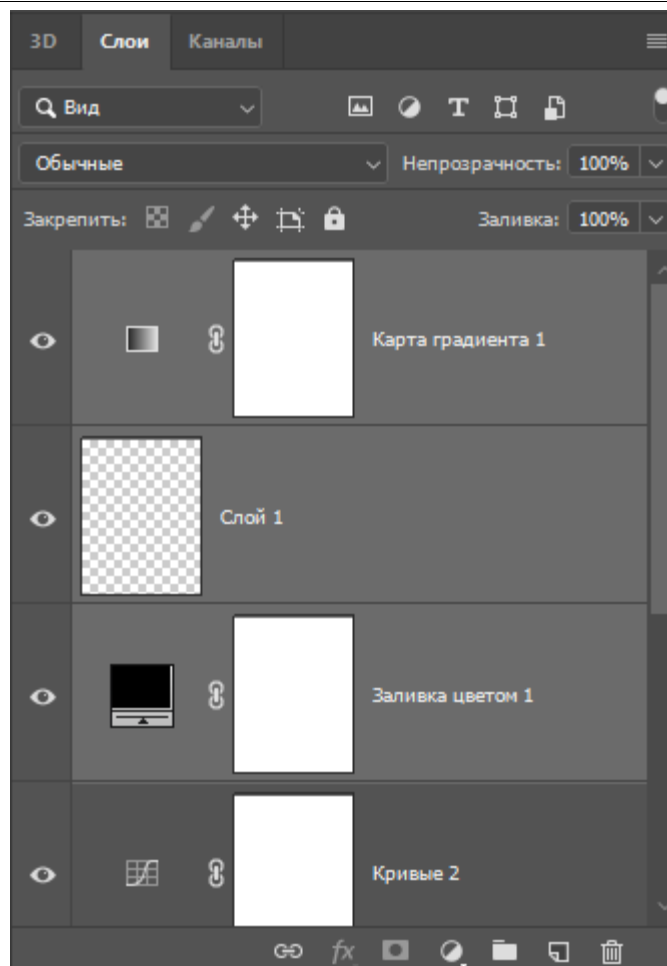 3D Слои Каналы
Вид
Обычные Непрозрачность: 100%
Закрепить: Заливка: 100%
Карта градиента 1
Слой 1
Заливка цветом 1
Кривые 2
fx